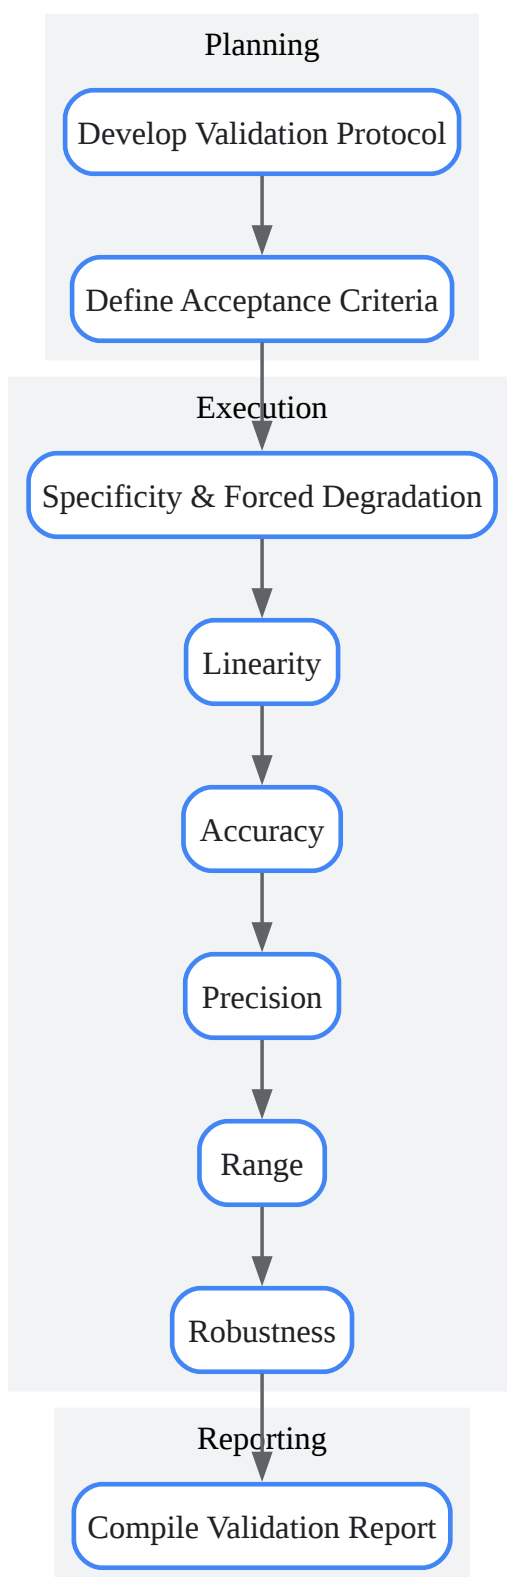 Planning
Develop Validation Protocol
Define Acceptance Criteria
Execution
Specificity & Forced Degradation
Linearity
Accuracy
Precision
Range
Robustness
Reporting
Compile Validation Report